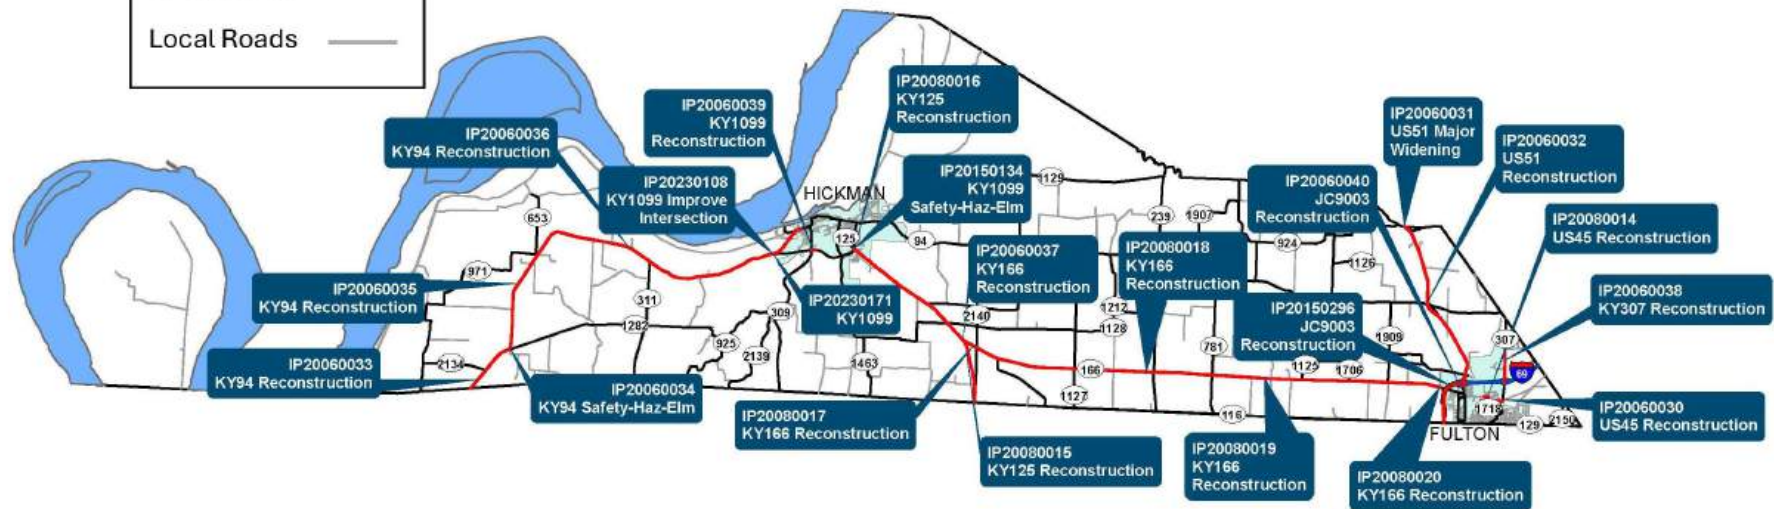 Local Roads
IP20060036
KY94 Reconstruction
IP20060039
KY1099
Reconstruction
IP20080016
KY125
Reconstruction
IP20230108
KY1099 Improve
Intersection
HICKMAN
IP20150134
KY1099
Safety-Haz-Elm
IP20060031
US51 Major
Widening
IP20060032
US51
Reconstruction
IP20060040
JC9003
Reconstruction
IP20080014
US45 Reconstruction
129
653
125
94
239
1907
924
1126
971
IP20060035
KY94 Reconstruction
311
1282
309
IP20230171
KY1099
IP20060037
KY166
Reconstruction
IP20080018
KY166
Reconstruction
IP20150296
JC9003
Reconstruction
IP20060038
KY307 Reconstruction
2140
1212
1128
781
1909
307
925
2139
1463
2134
IP20060033
KY94 Reconstruction
IP20060034
KY94 Safety-Haz-Elm
166
1125
1706
69
1127
116
1718
129
2150
FULTON
IP20080017
KY166 Reconstruction
IP20080015
KY125 Reconstruction
IP20080019
KY166
Reconstruction
IP20080020
KY166 Reconstruction
IP20060030
US45 Reconstruction